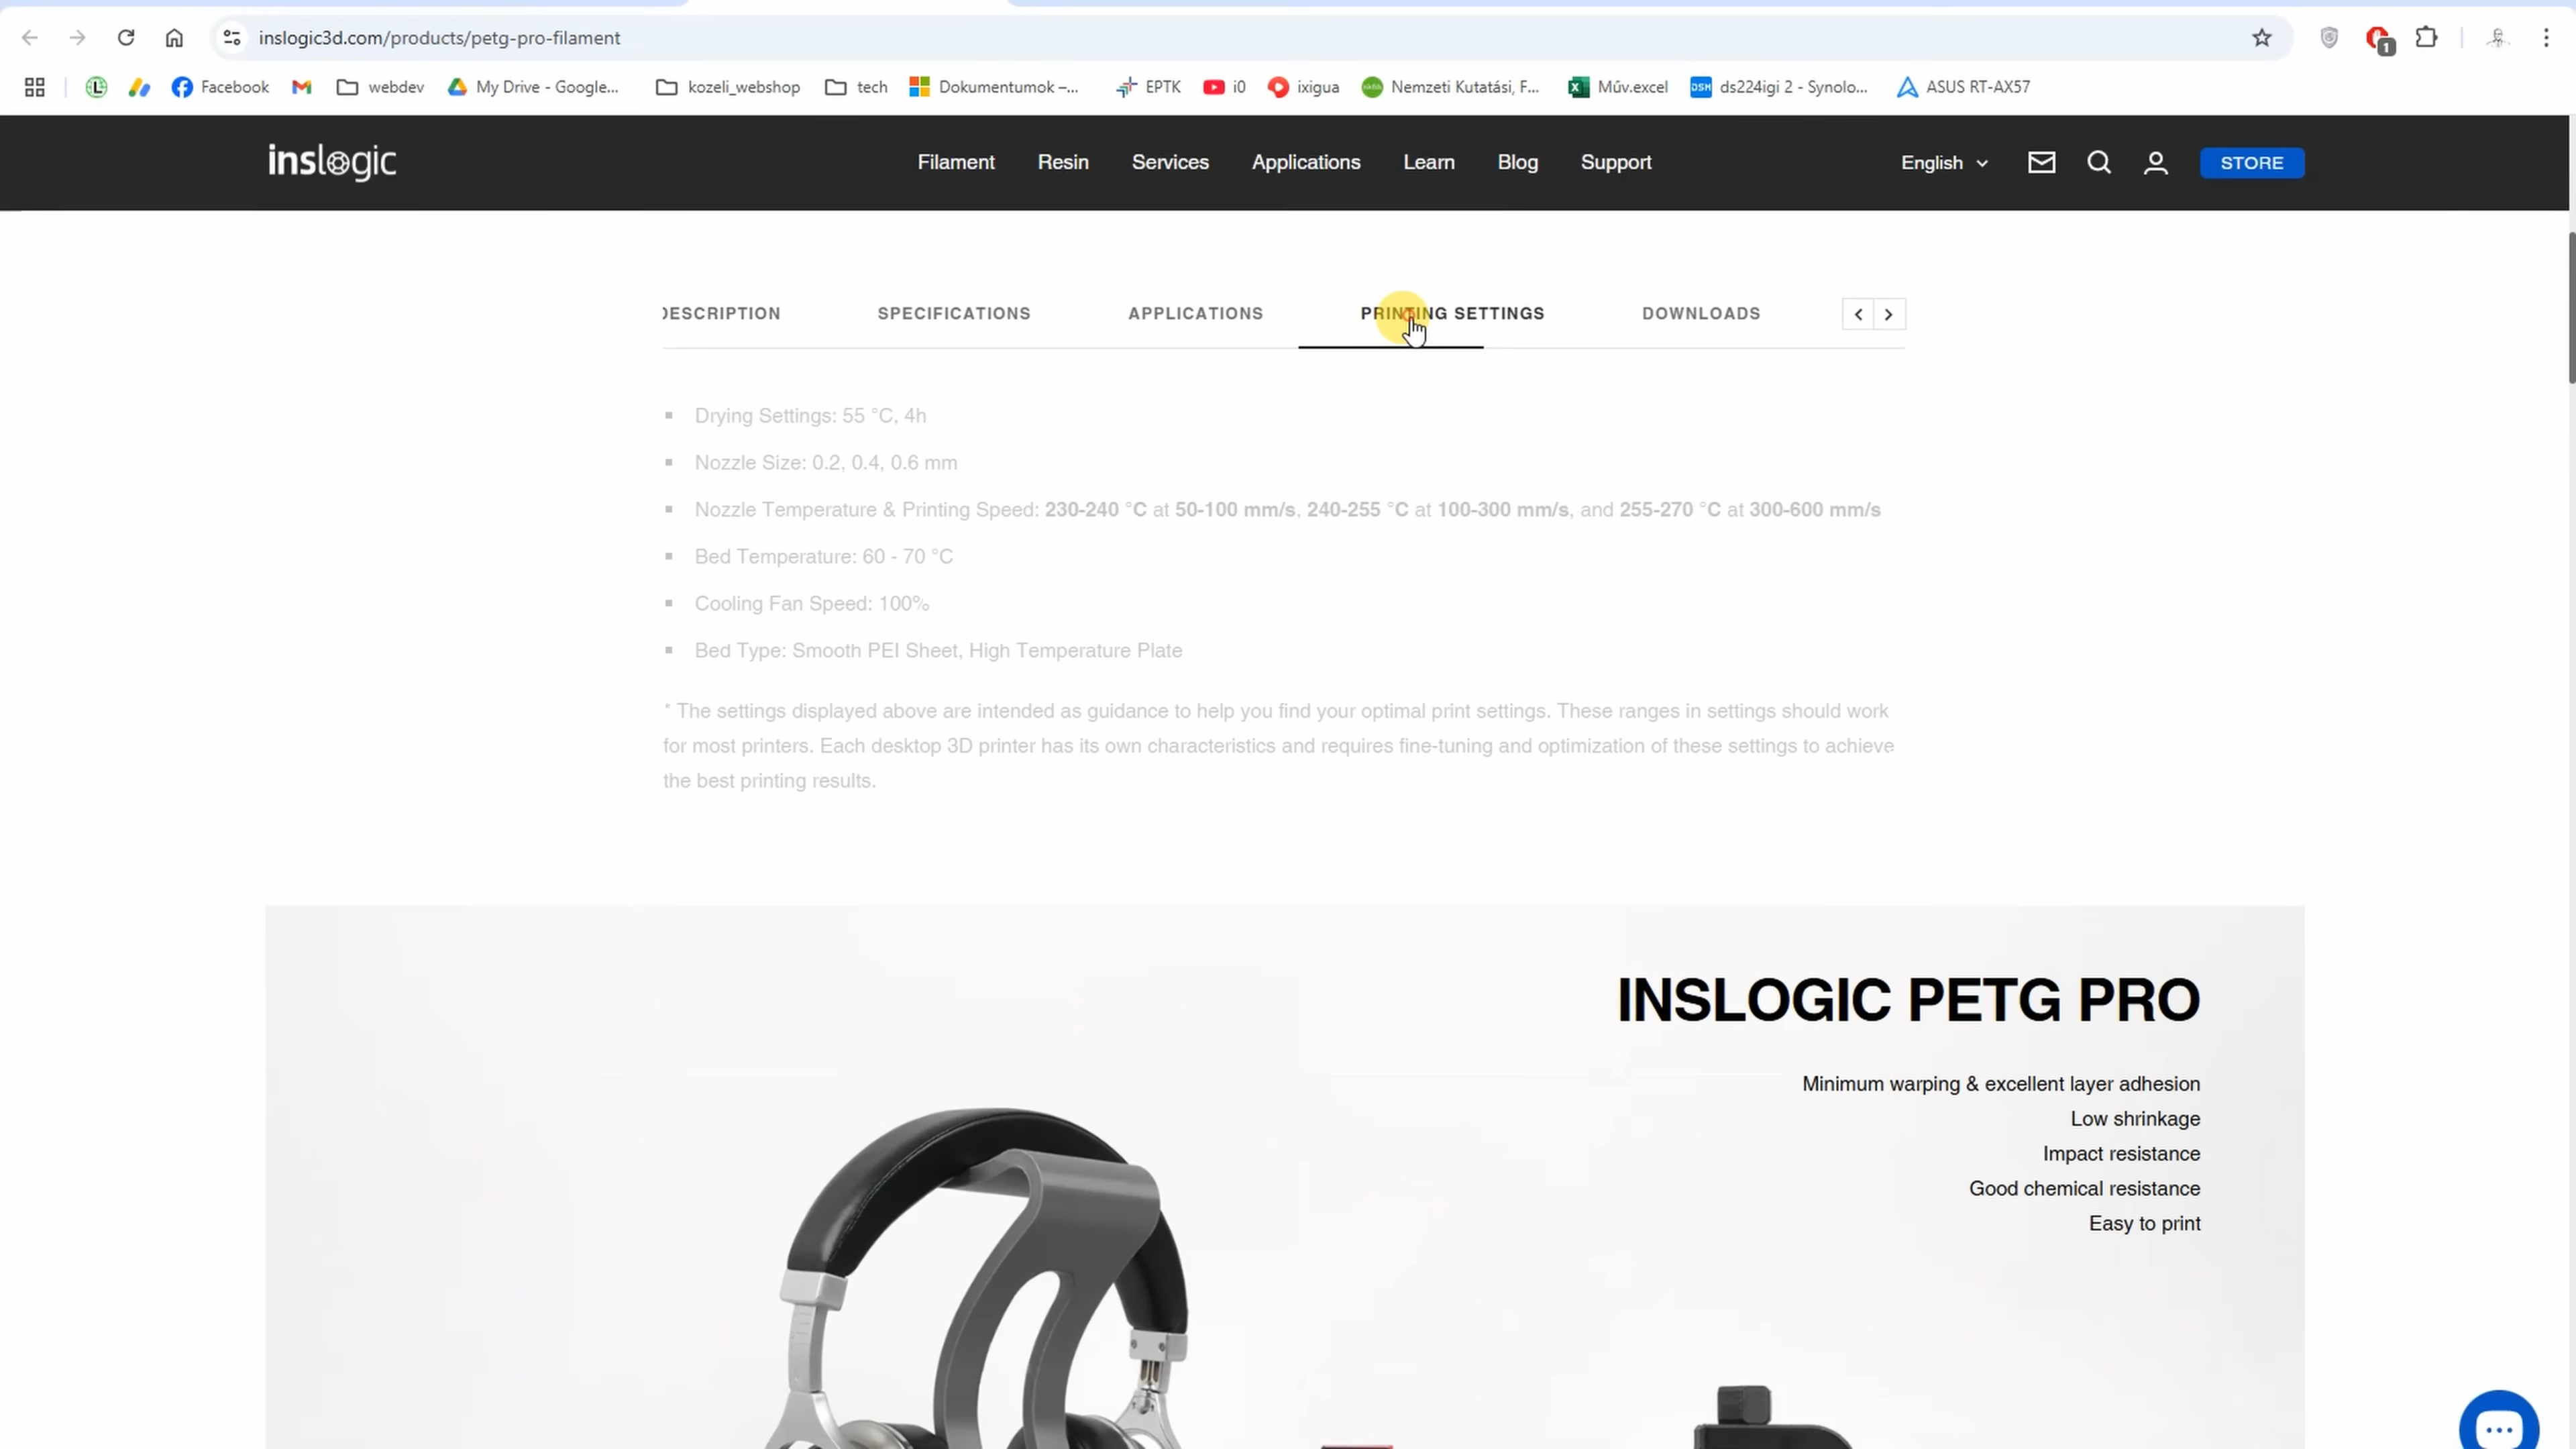 inslogic3d.com/products/petg-pro-filament
1
Facebook
webdev
My Drive - Google...
kozeli_webshop
tech
Dokumentumok –...
EPTK
i0
ixigua
Nemzeti Kutatási, F...
Műv.excel
DSM
ds224igi 2 - Synolo...
ASUS RT-AX57
inslogic
Filament
Resin
Services
Applications
Learn
Blog
Support
English
STORE
DESCRIPTION
SPECIFICATIONS
APPLICATIONS
PRINTING SETTINGS
DOWNLOADS
Drying Settings: 55 °C, 4h
Nozzle Size: 0.2, 0.4, 0.6 mm
Nozzle Temperature & Printing Speed: 230-240 °C at 50-100 mm/s, 240-255 °C at 100-300 mm/s, and 255-270 °C at 300-600 mm/s
Bed Temperature: 60 - 70 °C
Cooling Fan Speed: 100%
Bed Type: Smooth PEI Sheet, High Temperature Plate
* The settings displayed above are intended as guidance to help you find your optimal print settings. These ranges in settings should work
for most printers. Each desktop 3D printer has its own characteristics and requires fine-tuning and optimization of these settings to achieve
the best printing results.
INSLOGIC PETG PRO
Minimum warping & excellent layer adhesion
Low shrinkage
Impact resistance
Good chemical resistance
Easy to print